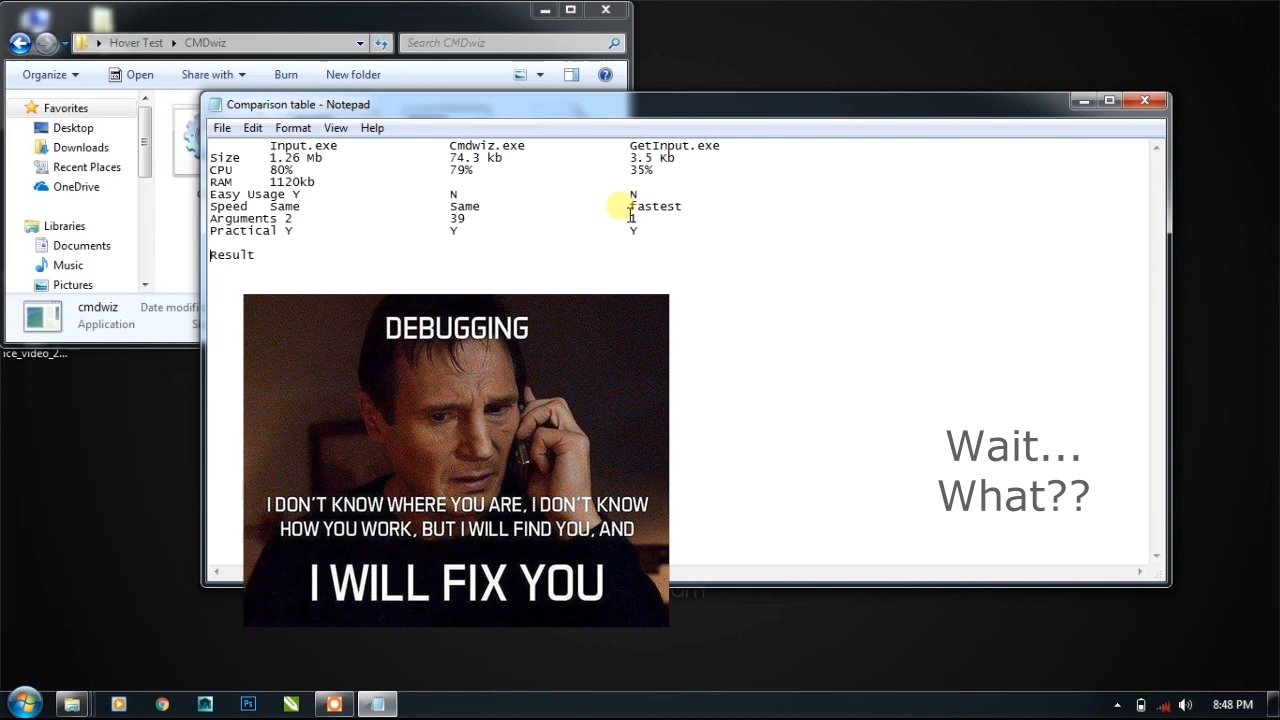 Hover Test
CMDwiz
Search CMDwiz
Organize
Open
Share with
Burn
New folder
Favorites
Desktop
Downloads
Recent Places
OneDrive
Libraries
Documents
Music
Pictures
cmdwiz
Date modifi
Application
ice_video_2...
Comparison table - Notepad
File Edit Format View Help
Input.exe Cmdwiz.exe GetInput.exe
Size 1.26 Mb 74.3 kb 3.5 Kb
CPU 80% 79% 35%
RAM 1120kb
Easy Usage Y N N
Speed Same Same fastest
Arguments 2 39 1
Practical Y Y Y
Result
DEBUGGING
I DON'T KNOW WHERE YOU ARE, I DON'T KNOW
HOW YOU WORK, BUT I WILL FIND YOU, AND
I WILL FIX YOU
Wait...
What??
Ps
8:48 PM